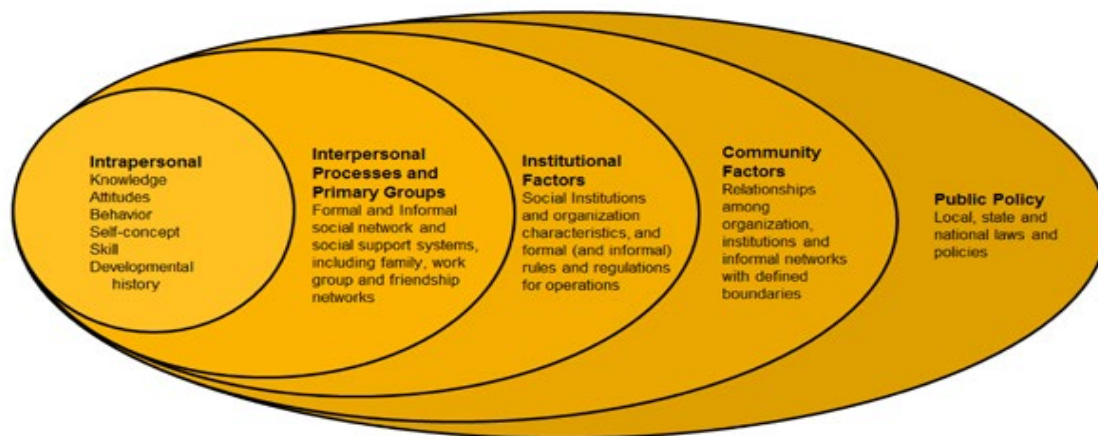 Intrapersonal
Knowledge
Attitudes
Behavior
Self-concept
Skill
Developmental
history
Interpersonal
Processes and
Primary Groups
Formal and Informal
social network and
social support systems,
including family, work
group and friendship
networks
Institutional
Factors
Social Institutions
and organization
characteristics, and
formal (and informal)
rules and regulations
for operations
Community
Factors
Relationships
among
organization,
institutions and
informal networks
with defined
boundaries
Public Policy
Local, state and
national laws and
policies